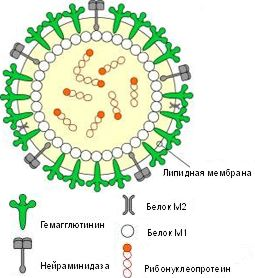 Липидная мембрана
Гемагглютинин
Белок M2
Белок M1
Нейраминидаза
Рибонуклеопротеин